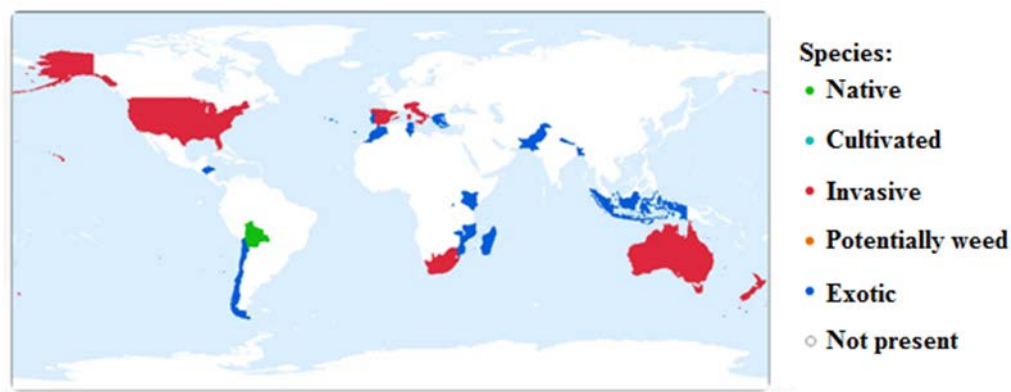 Species:
Native
Cultivated
Invasive
Potentially weed
Exotic
Not present